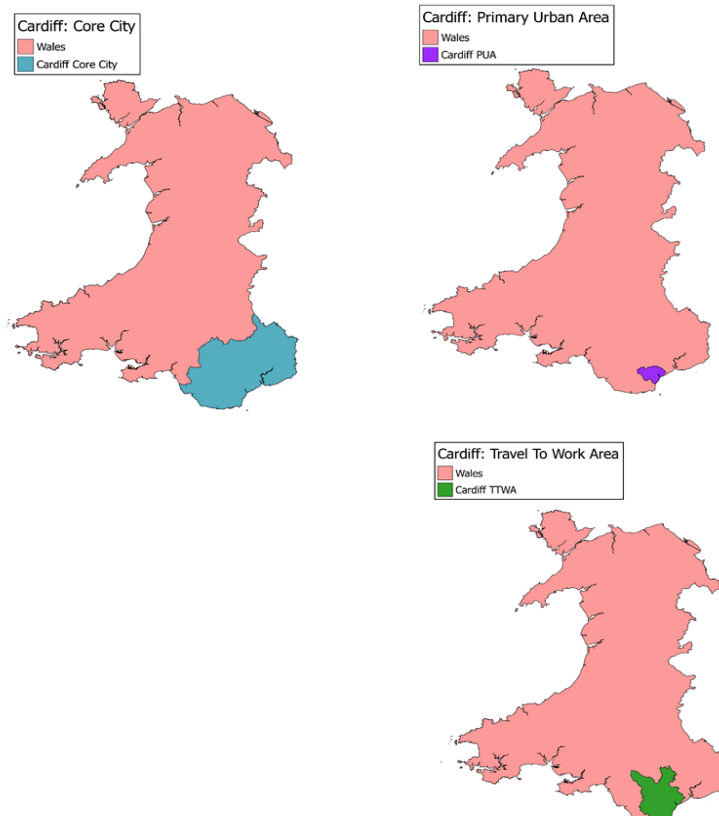 Cardiff: Core City
Wales
Cardiff Core City
Cardiff: Primary Urban Area
Wales
Cardiff PUA
Cardiff: Travel To Work Area
Wales
Cardiff TTWA